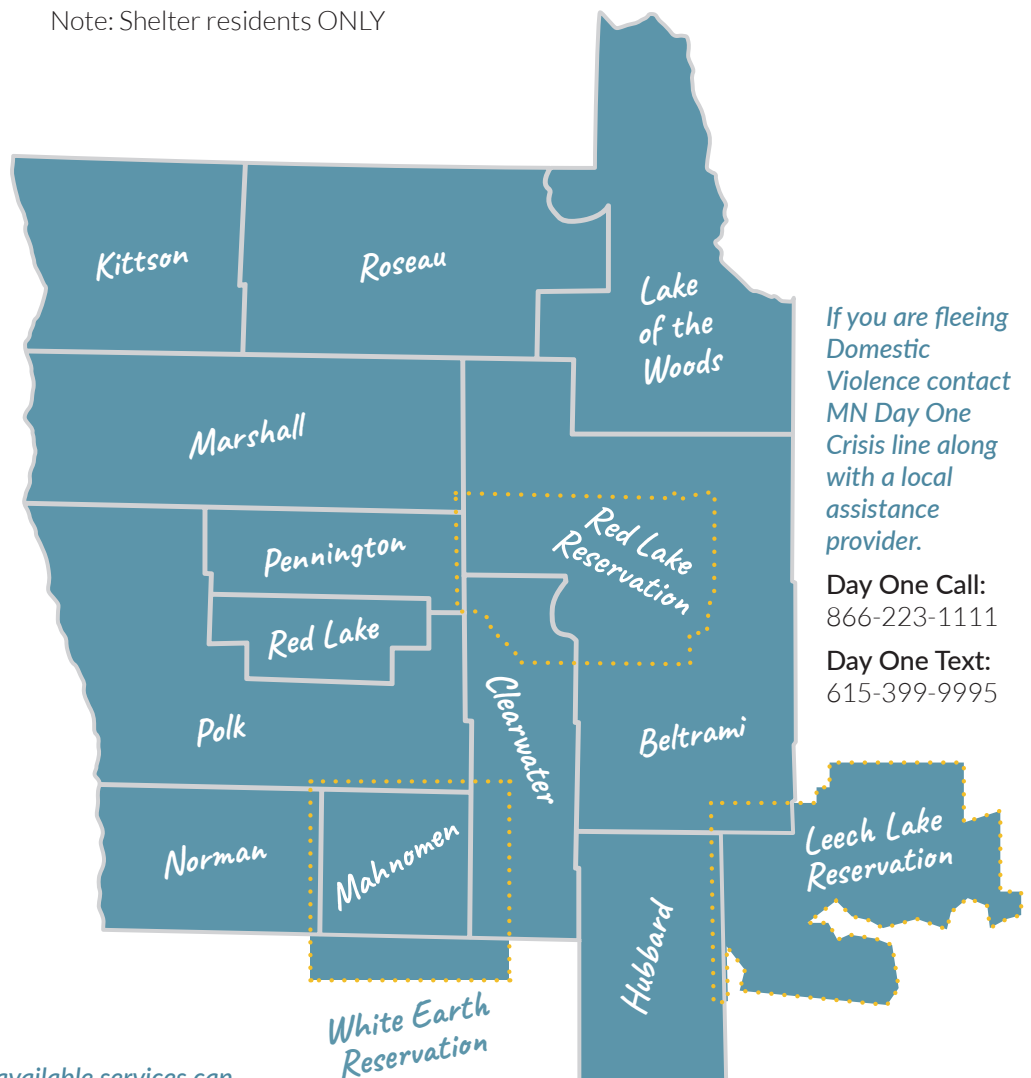 Note: Shelter residents ONLY
Kittson
Roseau
Lake
of the
Woods
If you are fleeing
Domestic
Violence contact
MN Day One
Crisis line along
with a local
assistance
provider.
Day One Call:
866-223-1111
Day One Text:
615-399-9995
Marshall
Pennington
Red Lake
Reservation
Red Lake
Polk
Clearwater
Beltrami
Norman
Mahnomen
Hubbard
Leech Lake
Reservation
White Earth
Reservation
available services can